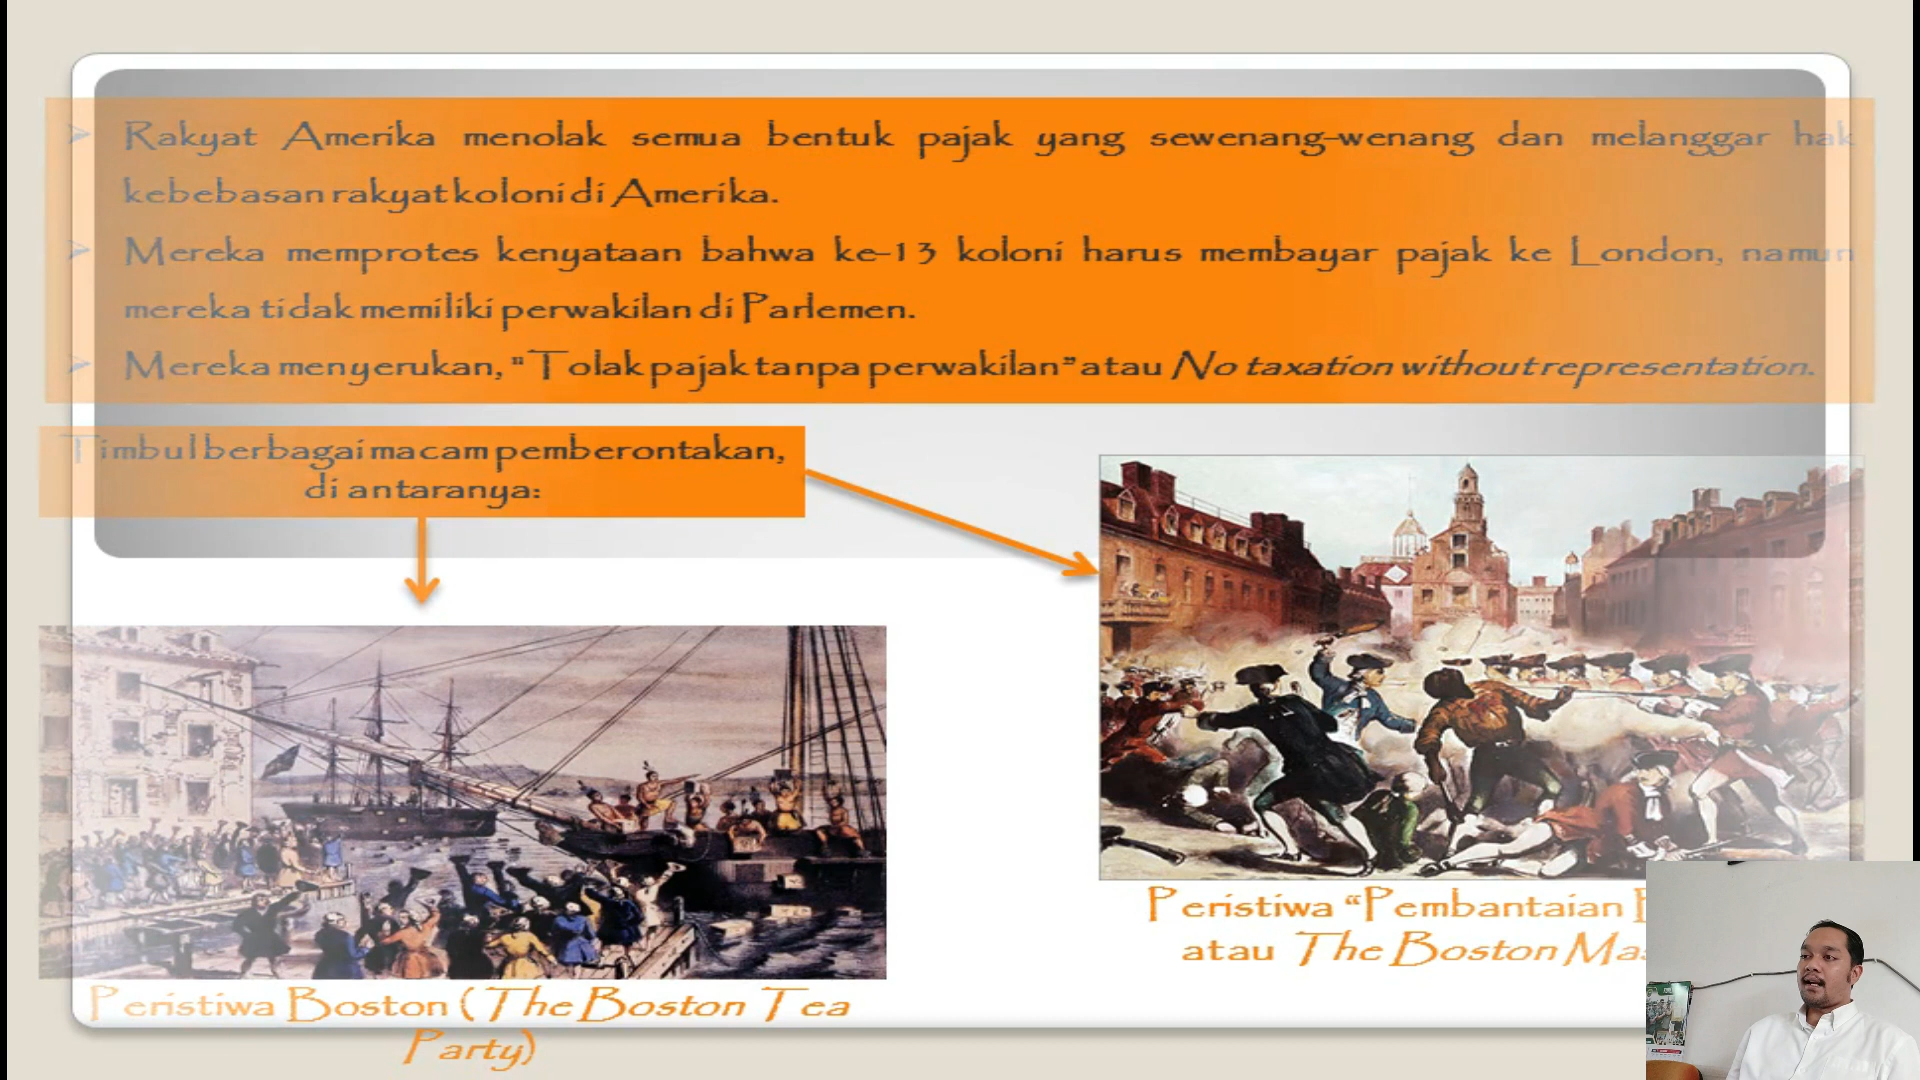 Rakyat Amerika menolak semua bentuk pajak yang sewenang-wenang dan melanggar hak
kebebasan rakyat koloni di Amerika.
Mereka memprotes kenyataan bahwa ke-13 koloni harus membayar pajak ke London, namun
mereka tidak memiliki perwakilan di Parlemen.
Mereka menyerukan, "Tolak pajak tanpa perwakilan" atau No taxation without representation.
Timbul berbagai macam pemberontakan,
di antaranya:
Peristiwa "Pembantaian
atau The Boston
Peristiwa Boston (The Boston Tea
Party)